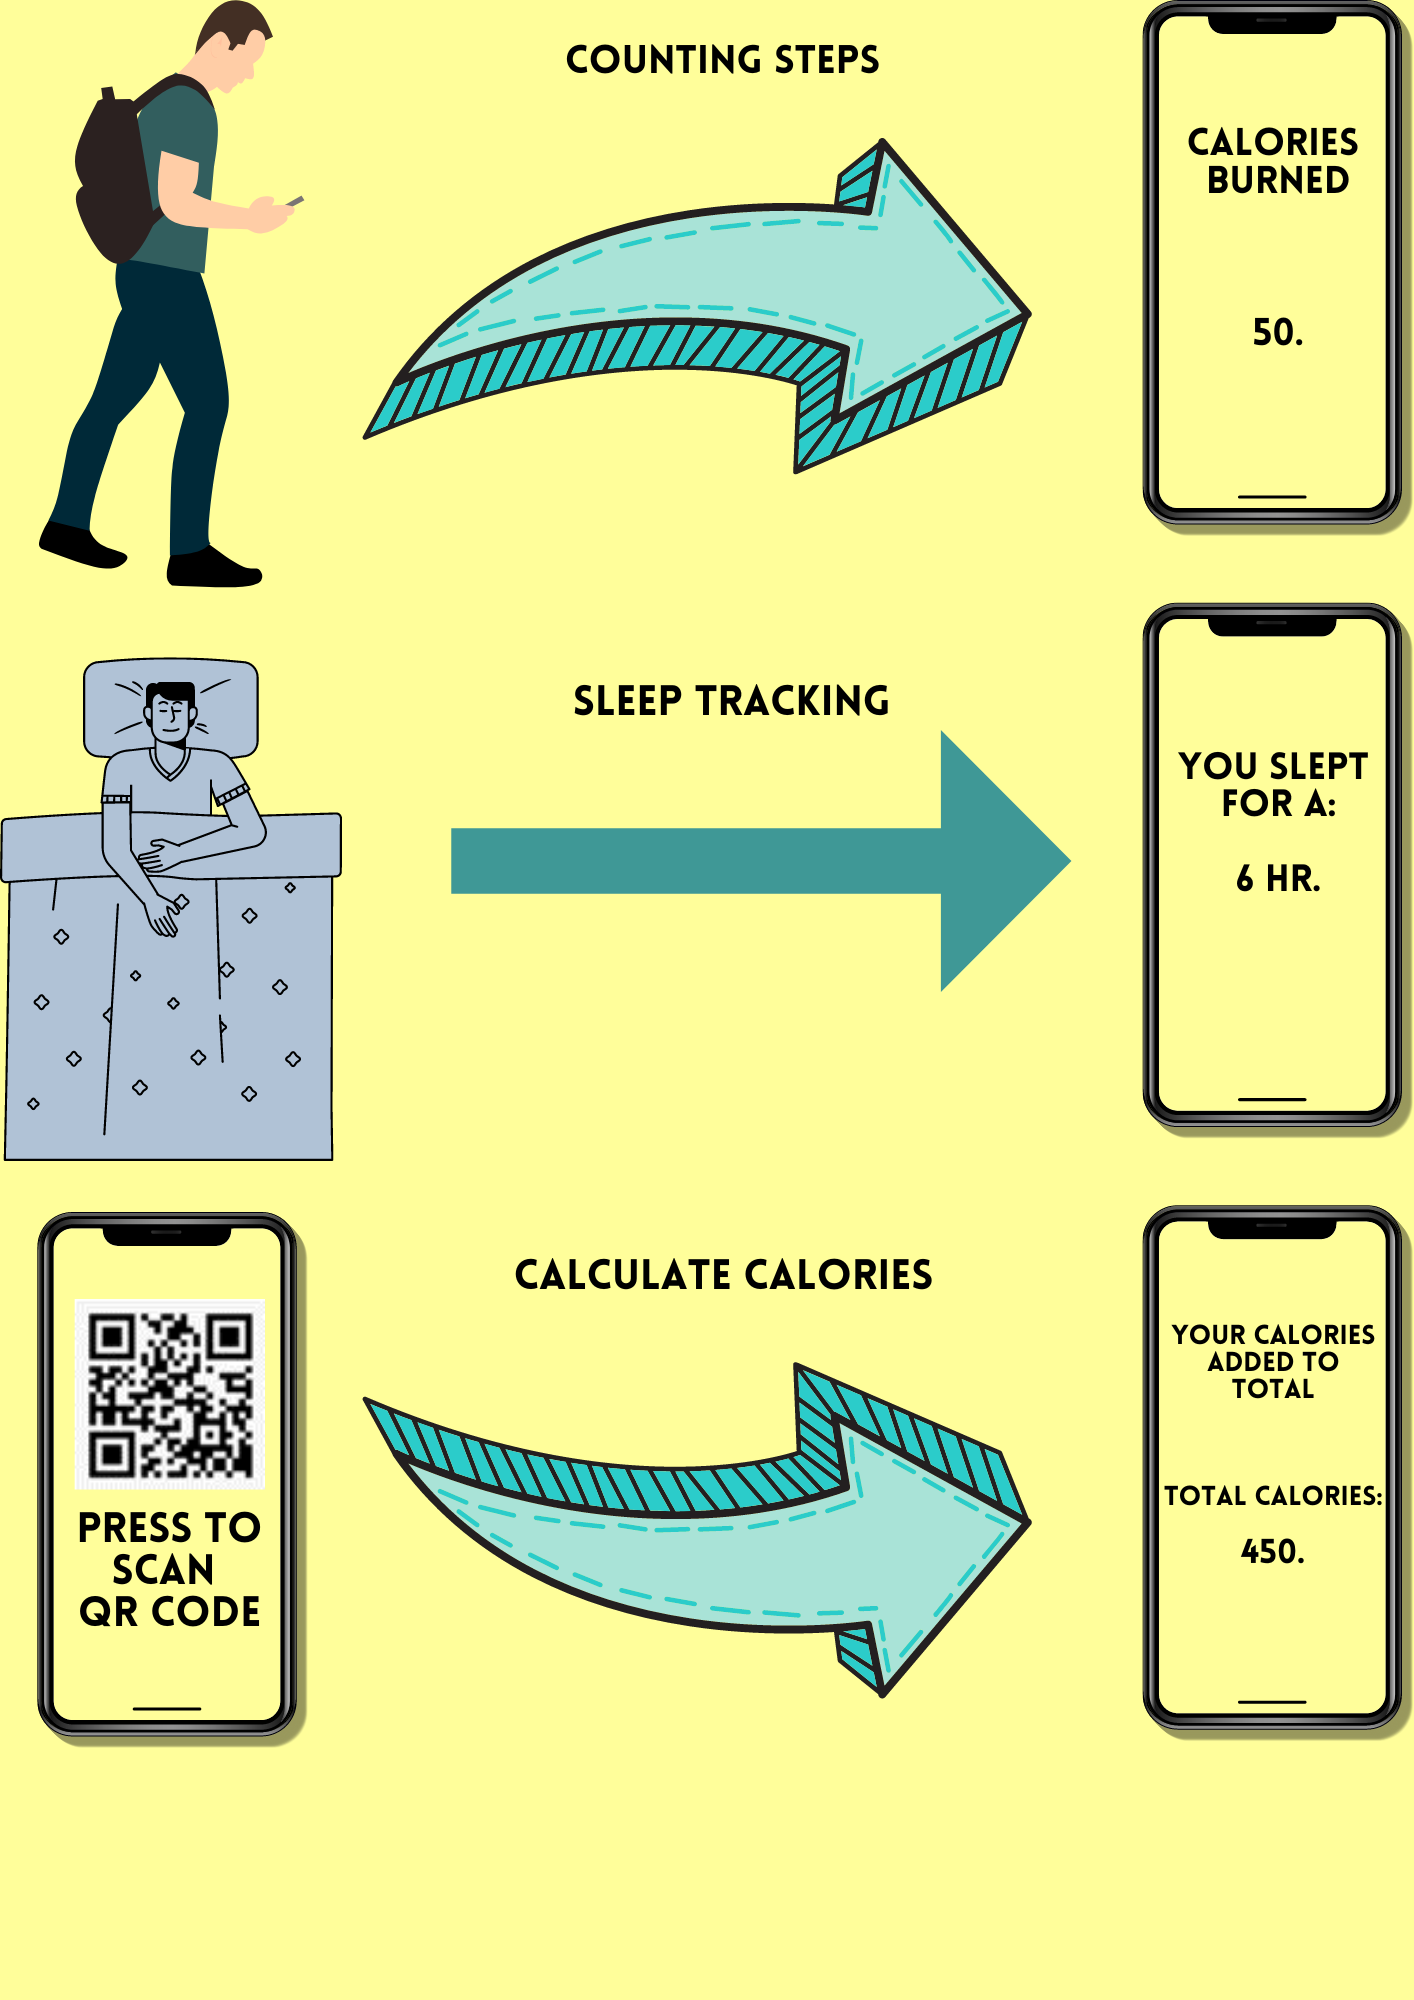 COUNTING STEPS
CALORIES
BURNED
50.
SLEEP TRACKING
YOU SLEPT
FOR A:
6 HR.
CALCULATE CALORIES
PRESS TO
SCAN
QR CODE
YOUR CALORIES
ADDED TO
TOTAL
TOTAL CALORIES:
450.